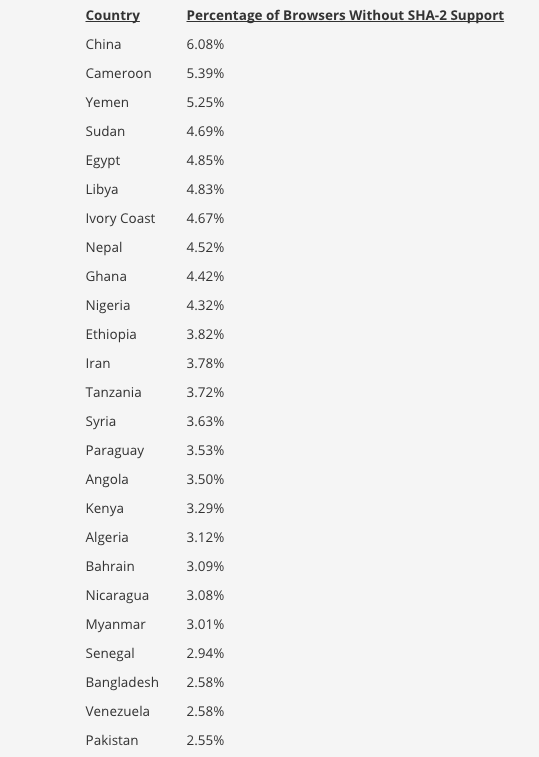 Country Percentage of Browsers Without SHA-2 Support
China 6.08%
Cameroon 5.39%
Yemen 5.25%
Sudan 4.69%
Egypt 4.85%
Libya 4.83%
Ivory Coast 4.67%
Nepal 4.52%
Ghana 4.42%
Nigeria 4.32%
Ethiopia 3.82%
Iran 3.78%
Tanzania 3.72%
Syria 3.63%
Paraguay 3.53%
Angola 3.50%
Kenya 3.29%
Algeria 3.12%
Bahrain 3.09%
Nicaragua 3.08%
Myanmar 3.01%
Senegal 2.94%
Bangladesh 2.58%
Venezuela 2.58%
Pakistan 2.55%